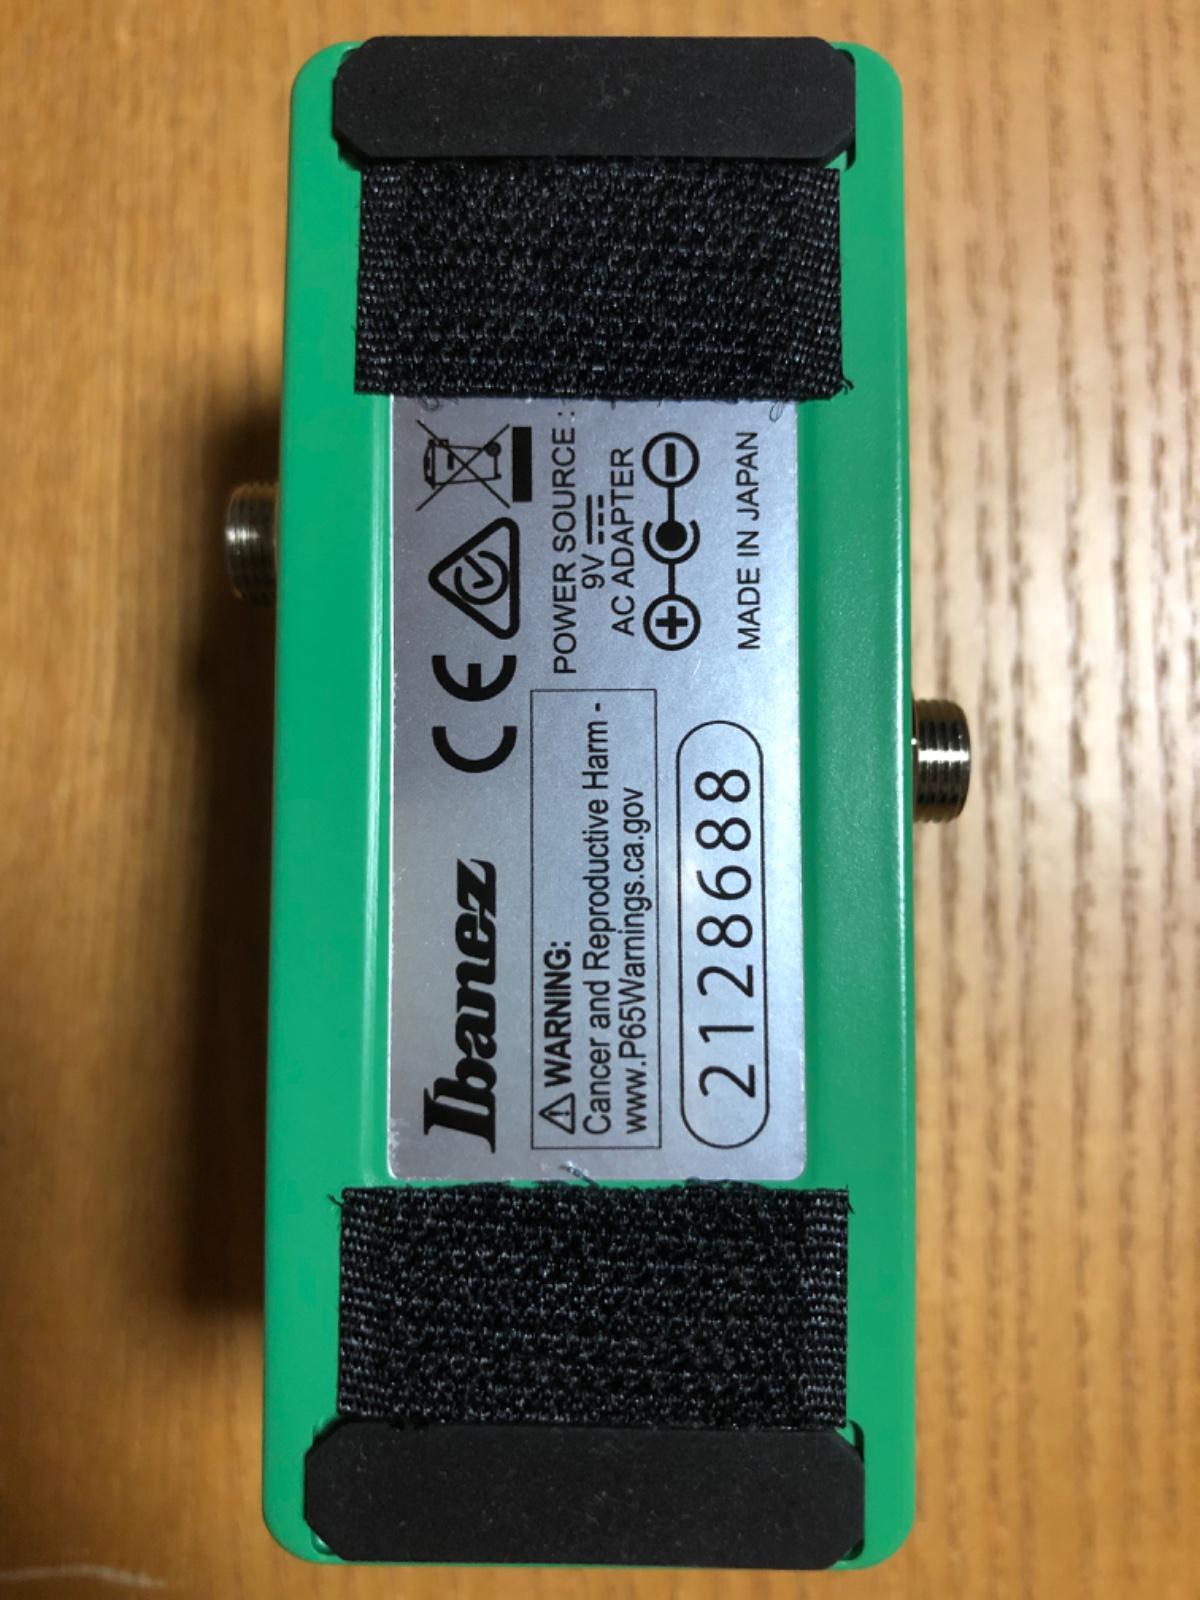 Ibanez
CE
WARNING:
Cancer and Reproductive Harm -
www.P65Warnings.ca.gov
2128688
POWER SOURCE :
9V
AC ADAPTER
MADE IN JAPAN